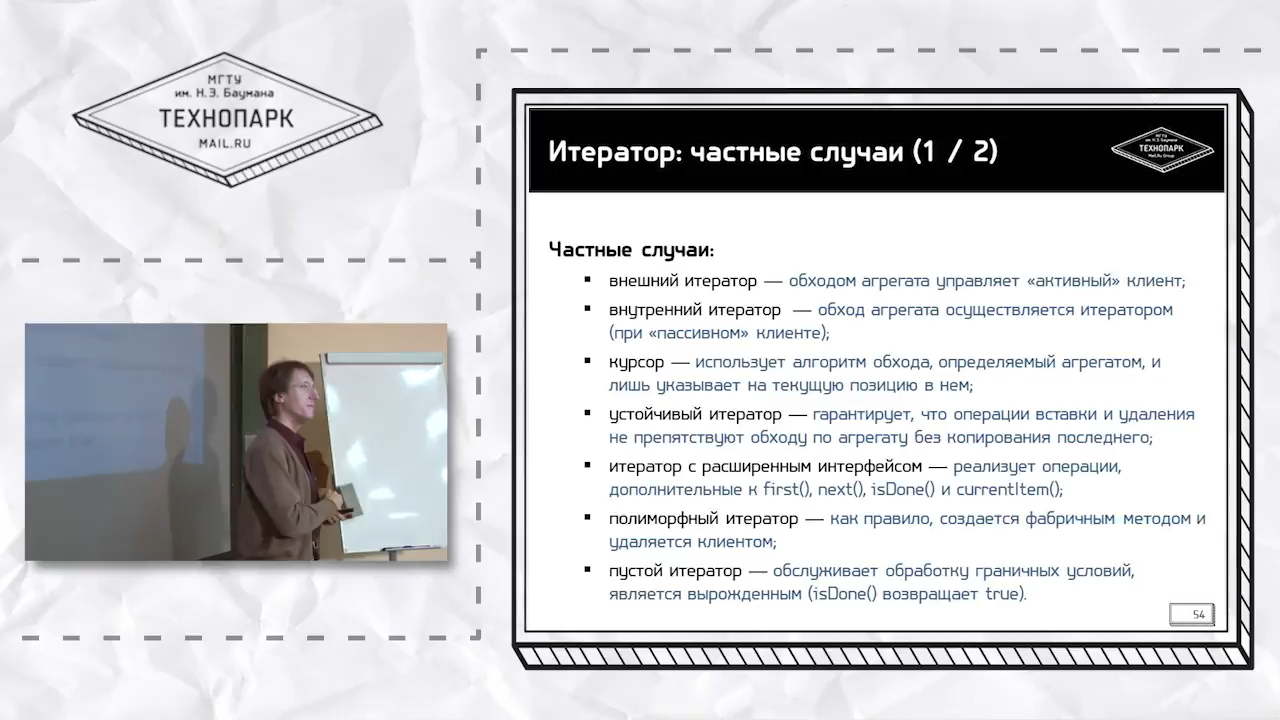 МГТУ
им. Н.Э. Баумана
ТЕХНОПАРК
MAIL.RU
Итератор: частные случаи (1 / 2)
МГТУ
им. Н.Э. Баумана
ТЕХНОПАРК
Mail.Ru Group
Частные случаи:
▪ внешний итератор — обходом агрегата управляет «активный» клиент;
▪ внутренний итератор — обход агрегата осуществляется итератором
(при «пассивном» клиенте);
▪ курсор — использует алгоритм обхода, определяемый агрегатом, и
лишь указывает на текущую позицию в нем;
▪ устойчивый итератор — гарантирует, что операции вставки и удаления
не препятствуют обходу по агрегату без копирования последнего;
▪ итератор с расширенным интерфейсом — реализует операции,
дополнительные к first(), next(), isDone() и currentItem();
▪ полиморфный итератор — как правило, создается фабричным методом и
удаляется клиентом;
▪ пустой итератор — обслуживает обработку граничных условий,
является вырожденным (isDone() возвращает true).
54